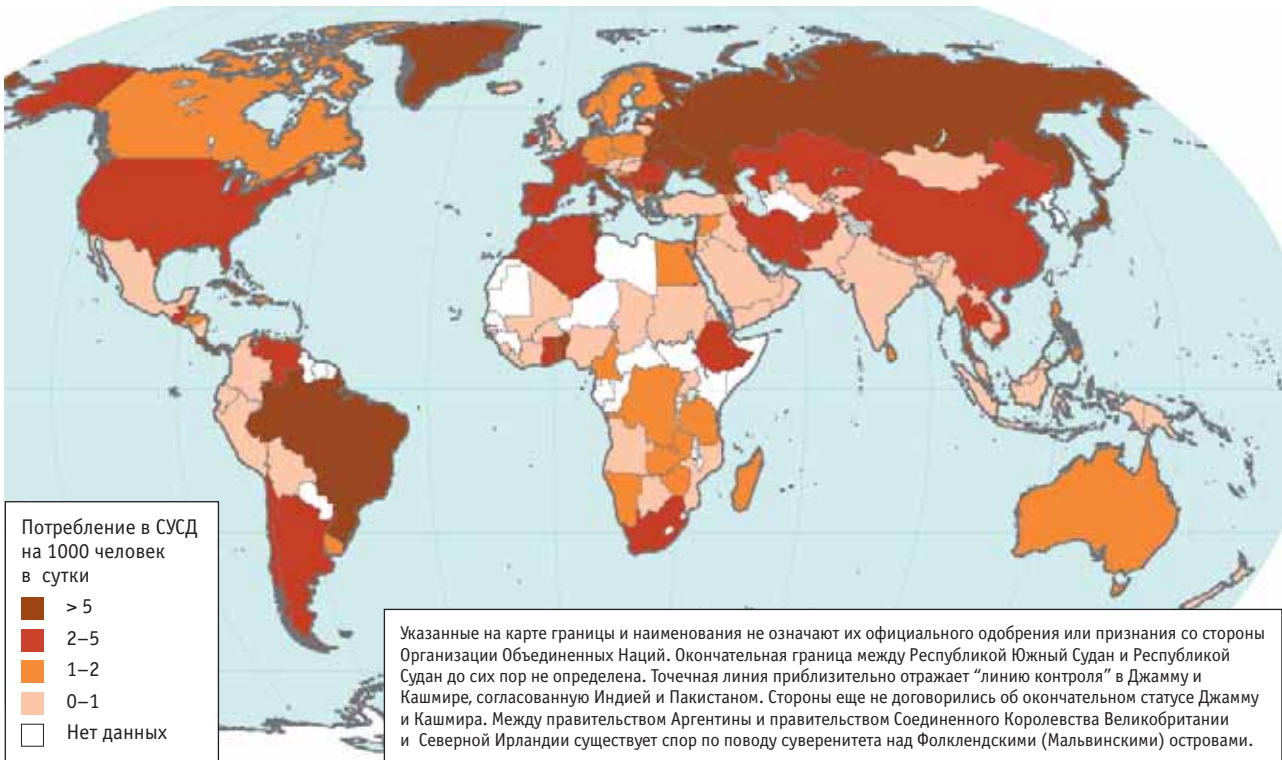 Потребление в СУСД
на 1000 человек
в сутки
> 5
2–5
1–2
0–1
Нет данных
Указанные на карте границы и наименования не означают их официального одобрения или признания со стороны
Организации Объединенных Наций. Окончательная граница между Республикой Южный Судан и Республикой
Судан до сих пор не определена. Точечная линия приблизительно отражает “линию контроля” в Джамму и
Кашмире, согласованную Индией и Пакистаном. Стороны еще не договорились об окончательном статусе Джамму
и Кашмира. Между правительством Аргентины и правительством Соединенного Королевства Великобритании
и Северной Ирландии существует спор по поводу суверенитета над Фолклендскими (Мальвинскими) островами.